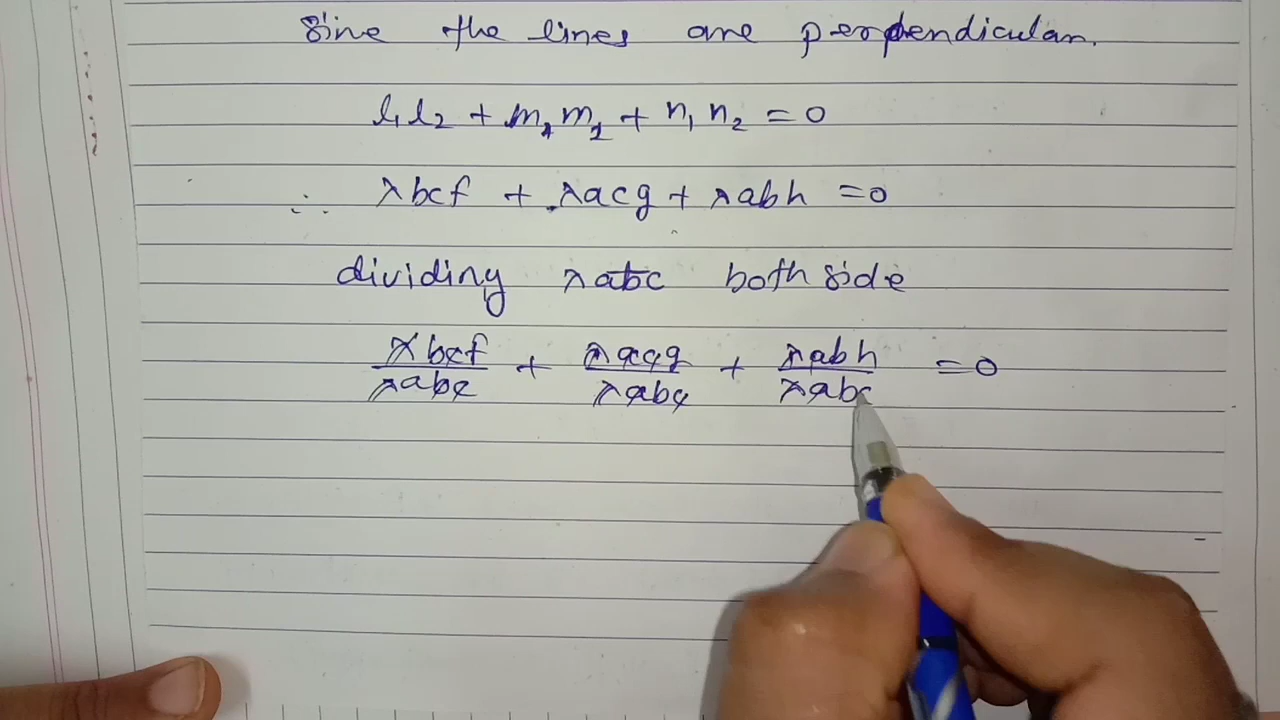 Sine the lines are perpendicular.
l₁l₂ + m₁m₂ + n₁n₂ = 0
∴ λbcf + λacg + λabh = 0
dividing λabc both side
λbcf/λabc + λacg/λabc + λabh/λabc = 0